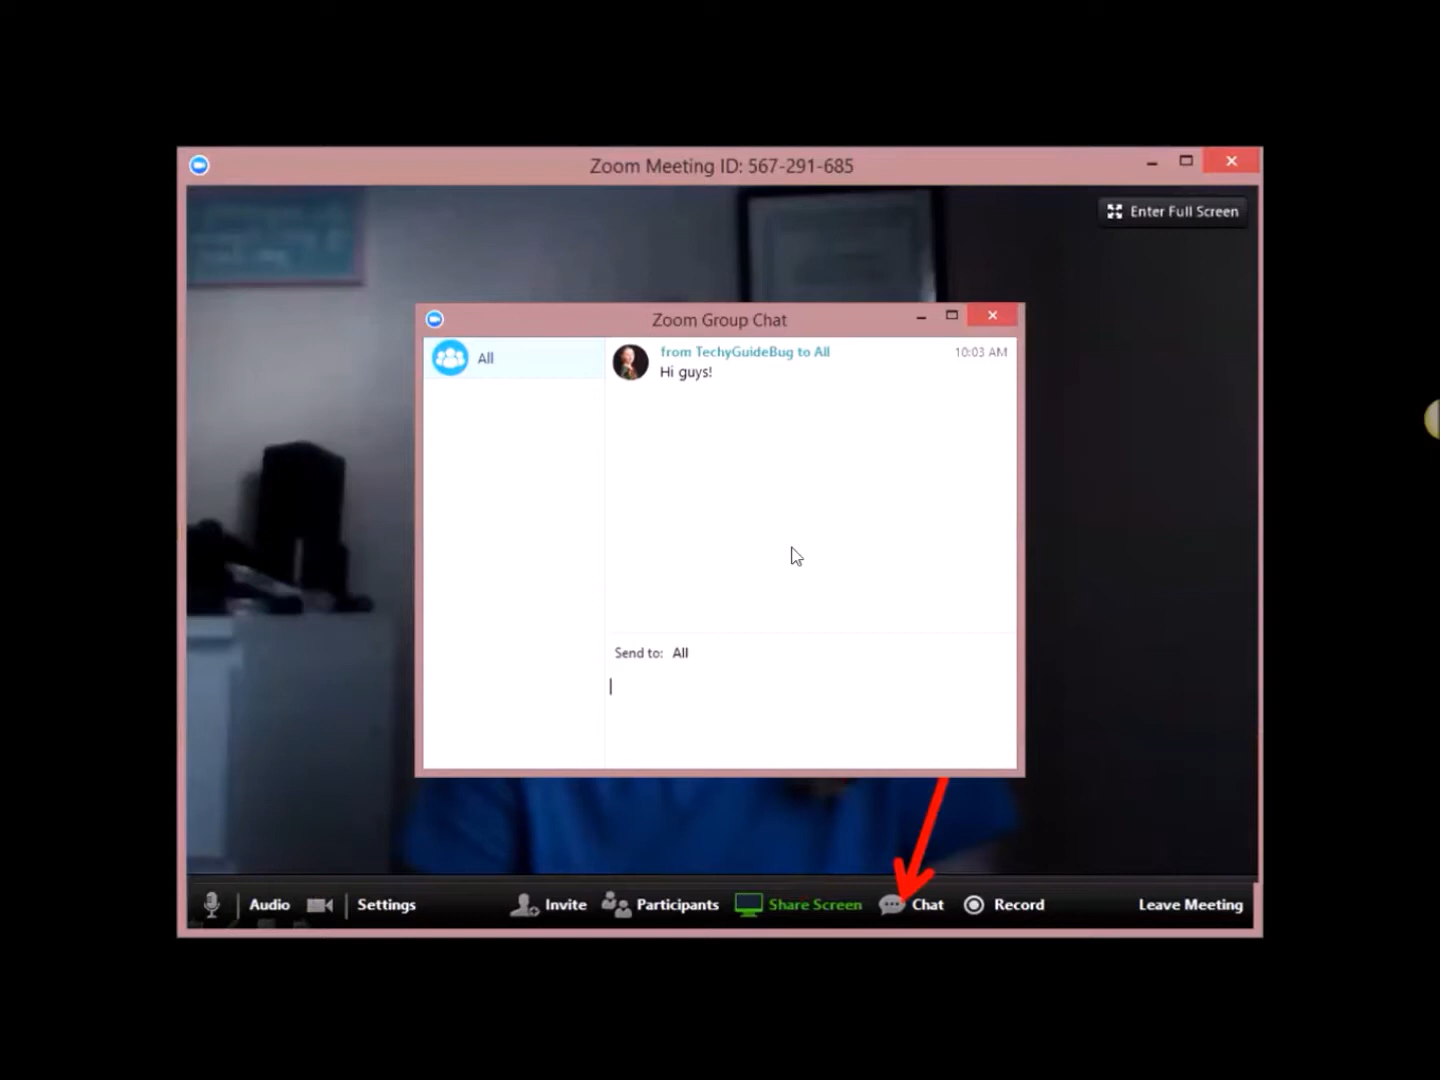 Zoom Meeting ID: 567-291-685
Enter Full Screen
Zoom Group Chat
All
from TechyGuideBug to All 10:03 AM
Hi guys!
Send to: All
Audio Settings Invite Participants Share Screen Chat Record Leave Meeting